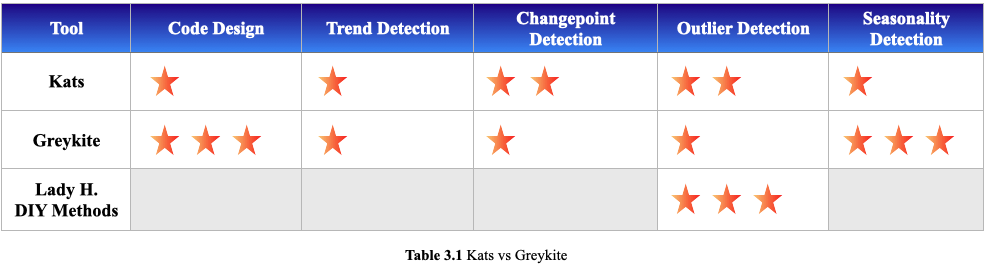 Tool Code Design Trend Detection Changepoint Detection Outlier Detection Seasonality Detection
Kats
Greykite
Lady H.
DIY Methods
Table 3.1 Kats vs Greykite